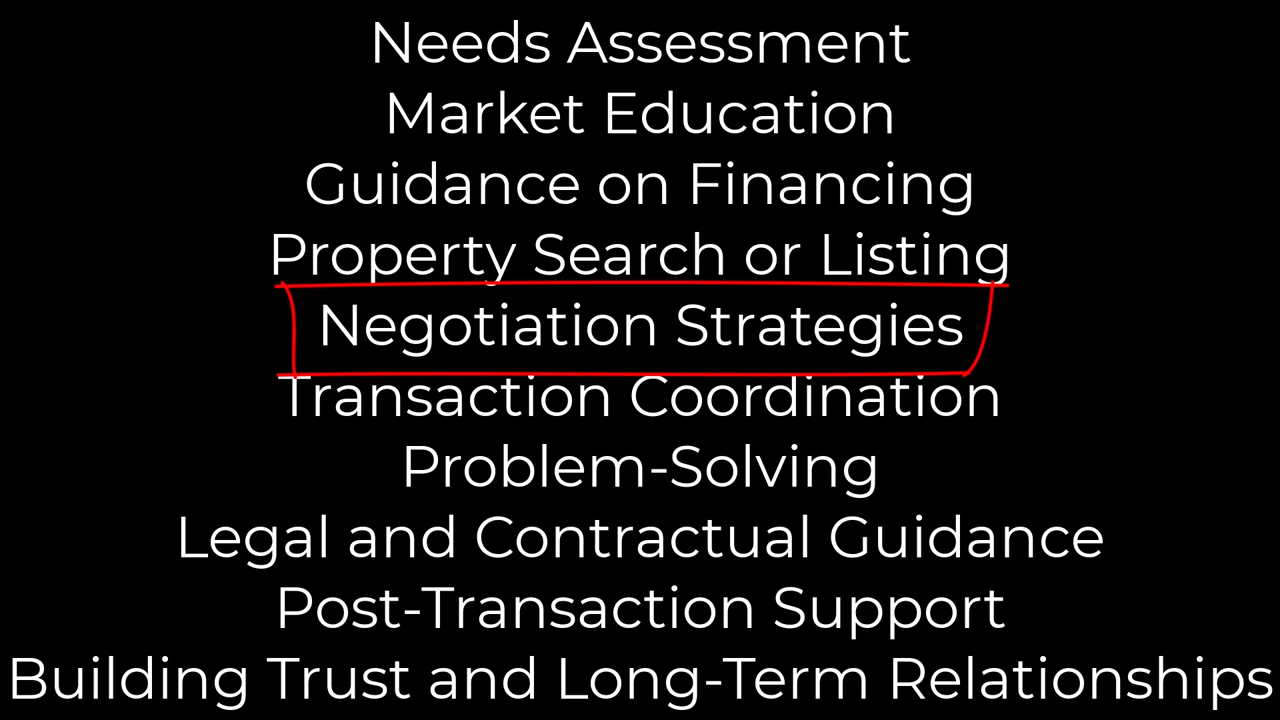 Needs Assessment
Market Education
Guidance on Financing
Property Search or Listing
Negotiation Strategies
Transaction Coordination
Problem-Solving
Legal and Contractual Guidance
Post-Transaction Support
Building Trust and Long-Term Relationships